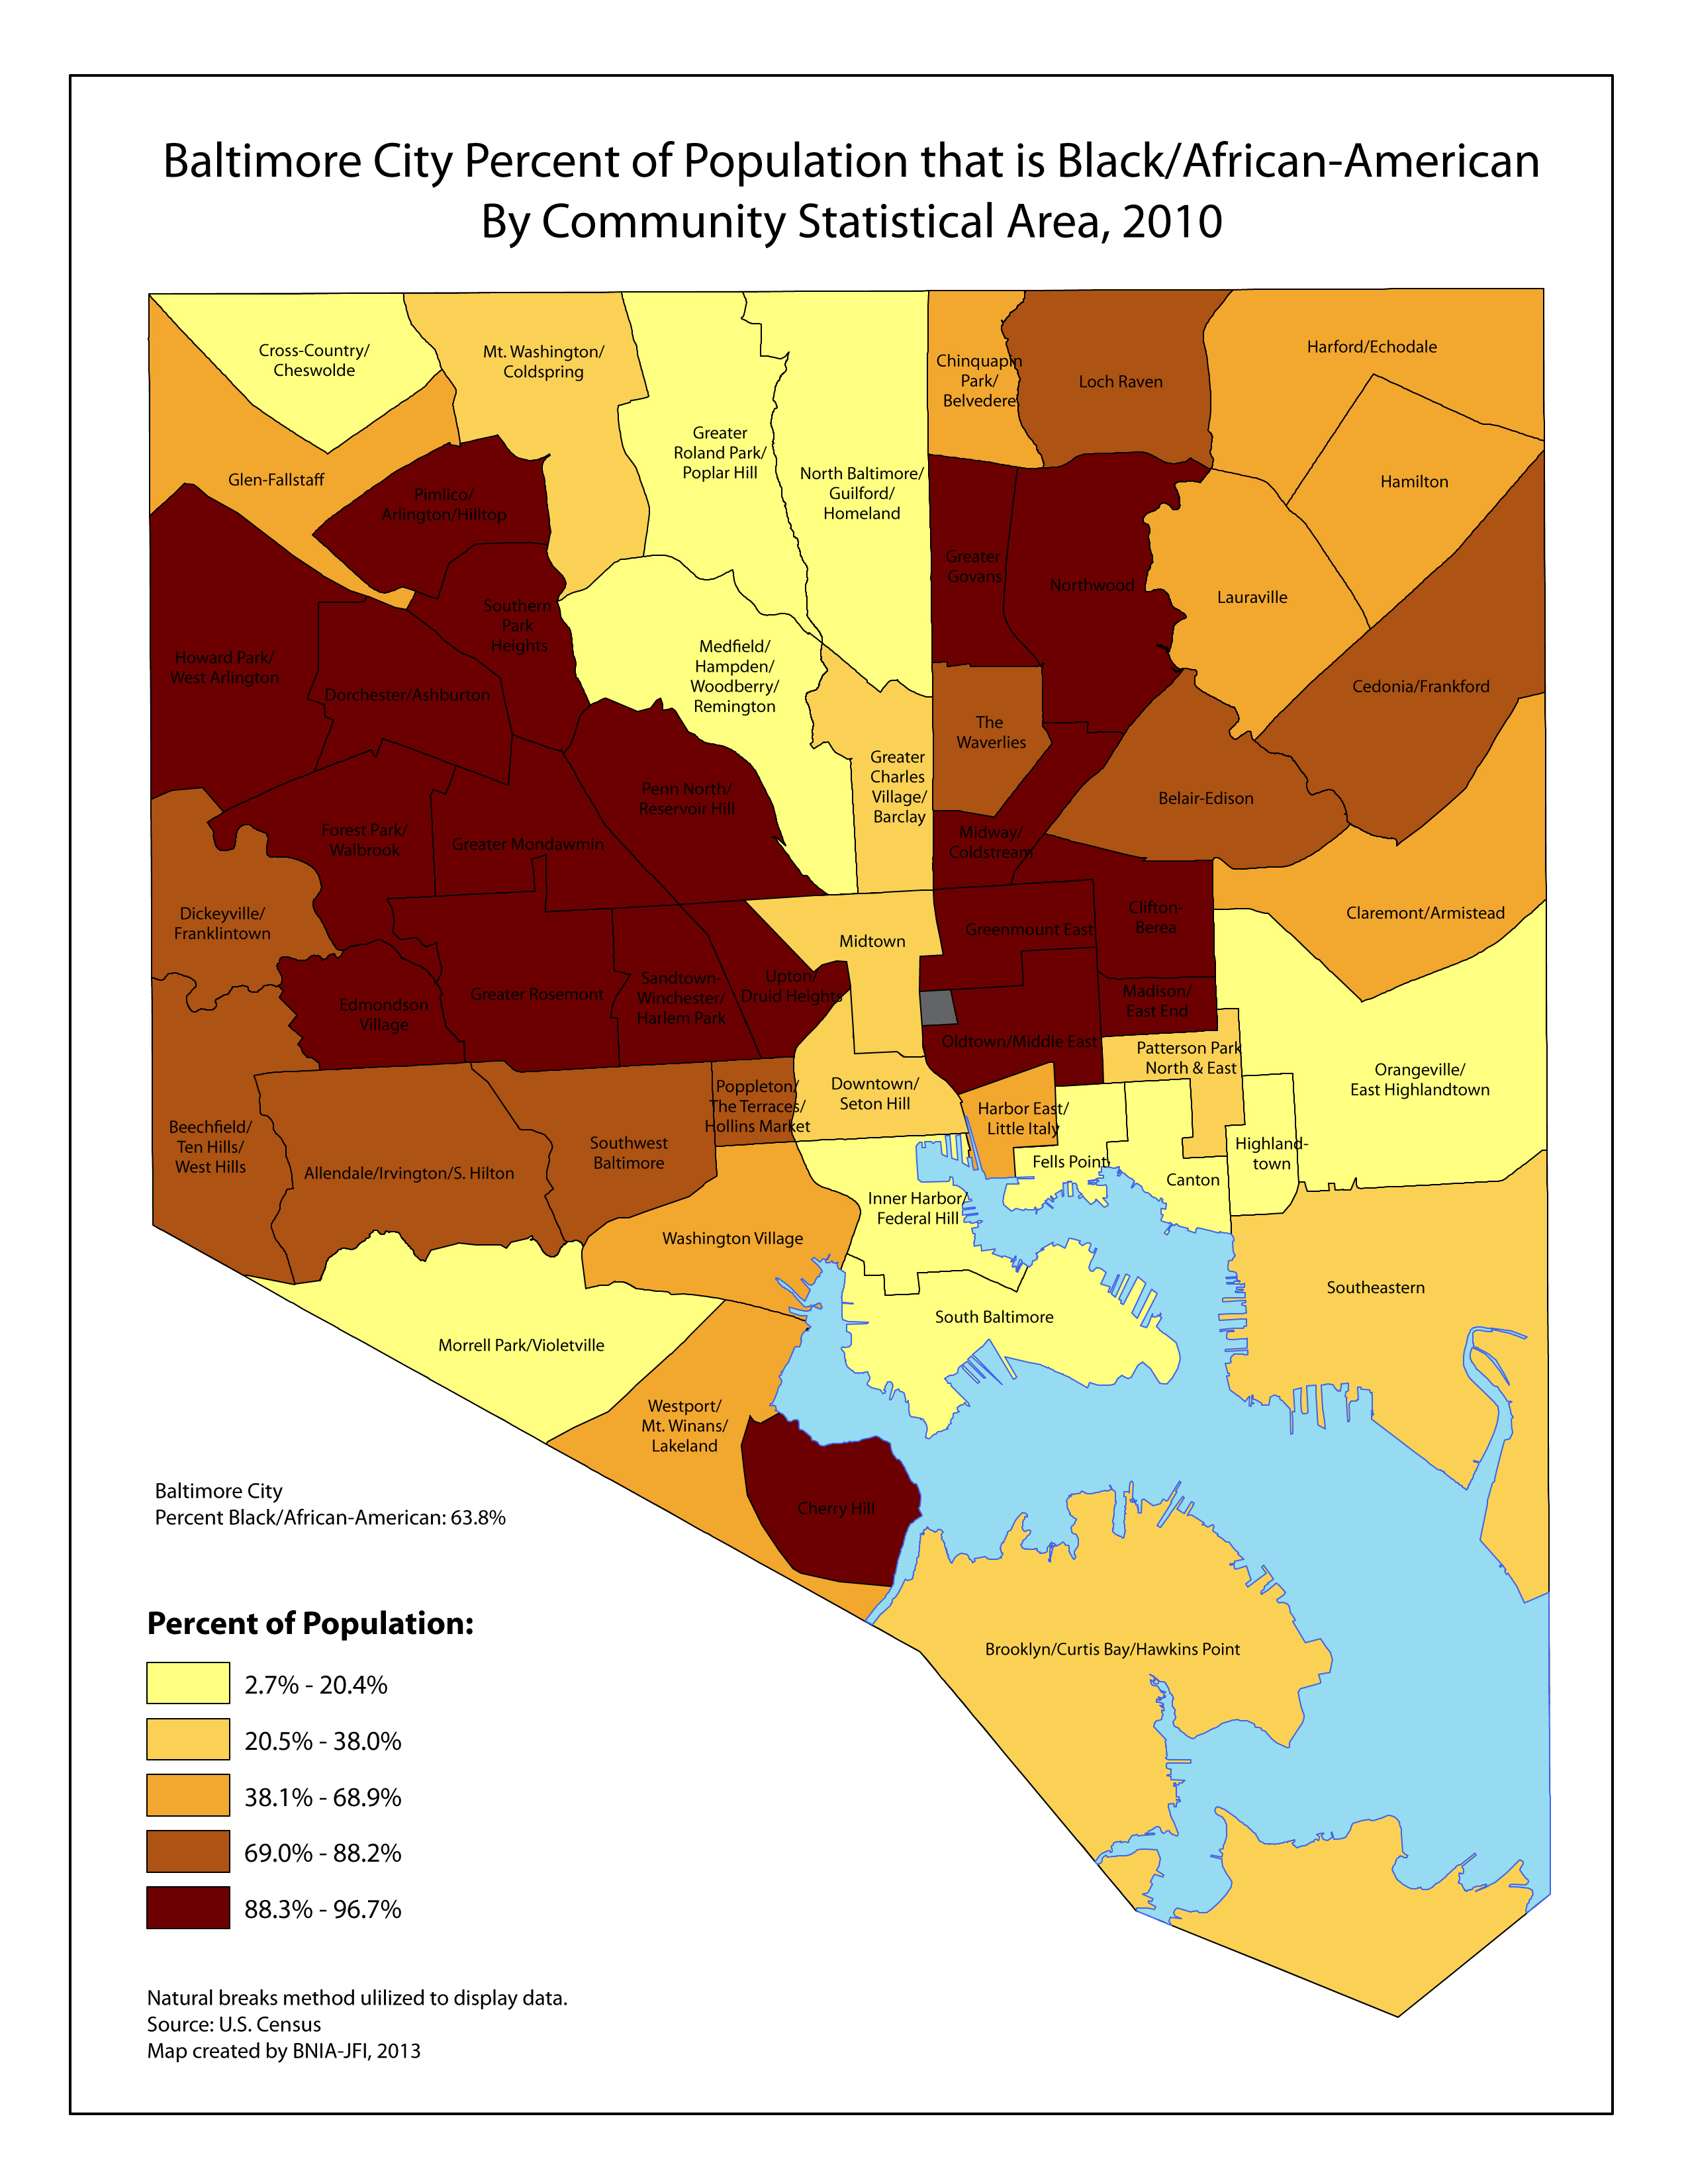 Baltimore City Percent of Population that is Black/African-American
By Community Statistical Area, 2010
Cross-Country/
Cheswolde
Mt. Washington/
Coldspring
Greater
Roland Park/
Poplar Hill
North Baltimore/
Guilford/
Homeland
Chinquapin
Park/
Belvedere
Loch Raven
Harford/Echodale
Glen-Fallstaff
Pimlico/
Arlington/Hilltop
Hamilton
Greater
Govans
Northwood
Lauraville
Southern
Park
Heights
Howard Park/
West Arlington
Dorchester/Ashburton
Medfield/
Hampden/
Woodberry/
Remington
Cedonia/Frankford
The
Waverlies
Greater
Charles
Village/
Barclay
Penn North/
Reservoir Hill
Belair-Edison
Forest Park/
Walbrook
Greater Mondawmin
Midway/
Coldstream
Dickeyville/
Franklintown
Midtown
Greenmount East
Clifton-
Berea
Claremont/Armistead
Edmondson
Village
Greater Rosemont
Sandtown-
Winchester/
Harlem Park
Upton/
Druid Heights
Madison/
East End
Oldtown/Middle East
Patterson Park
North & East
Orangeville/
East Highlandtown
Beechfield/
Ten Hills/
West Hills
Allendale/Irvington/S. Hilton
Southwest
Baltimore
Poppleton/
The Terraces/
Hollins Market
Downtown/
Seton Hill
Harbor East/
Little Italy
Fells Point
Canton
Highland-
town
Inner Harbor/
Federal Hill
Washington Village
Southeastern
Morrell Park/Violetville
South Baltimore
Westport/
Mt. Winans/
Lakeland
Cherry Hill
Brooklyn/Curtis Bay/Hawkins Point
Baltimore City
Percent Black/African-American: 63.8%
Percent of Population:
2.7% - 20.4%
20.5% - 38.0%
38.1% - 68.9%
69.0% - 88.2%
88.3% - 96.7%
Natural breaks method ulilized to display data.
Source: U.S. Census
Map created by BNIA-JFI, 2013